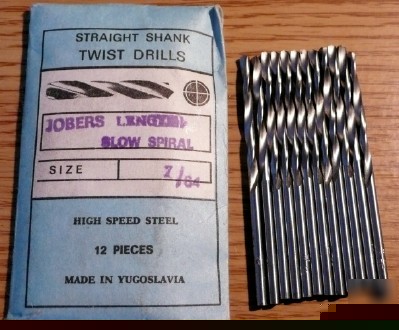 STRAIGHT SHANK
TWIST DRILLS
JOBERS LENGTH
SLOW SPIRAL
SIZE 7/64
HIGH SPEED STEEL
12 PIECES
MADE IN YUGOSLAVIA